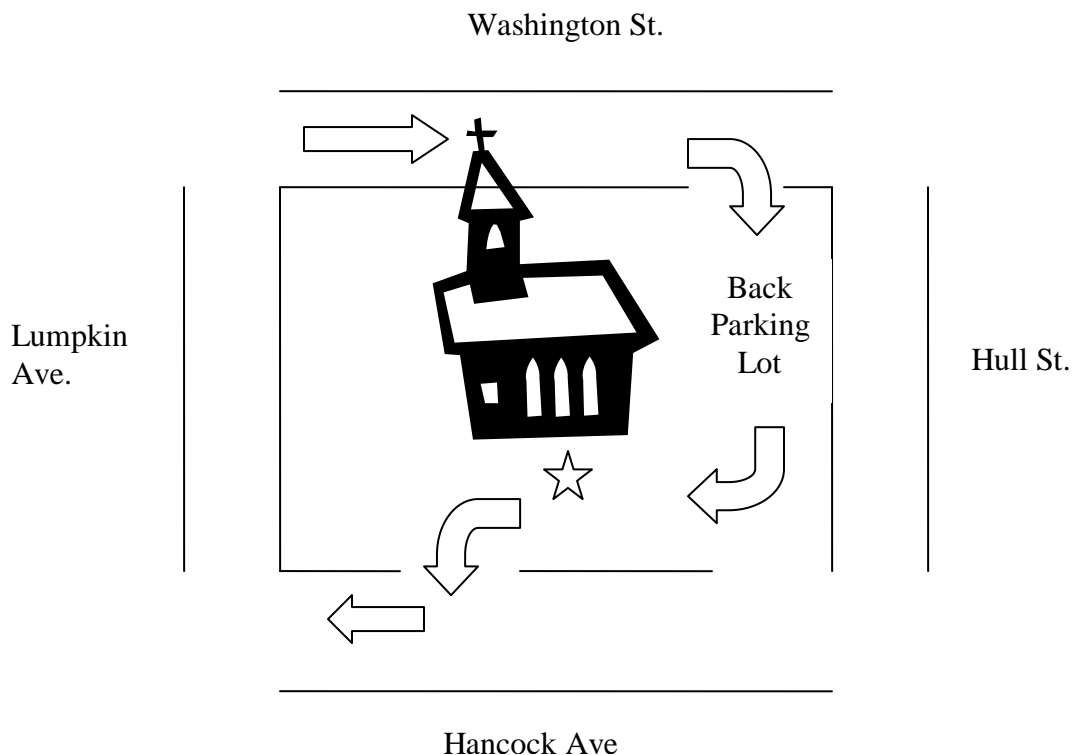 Washington St.
Back
Parking
Lot
Lumpkin
Ave.
Hull St.
Hancock Ave